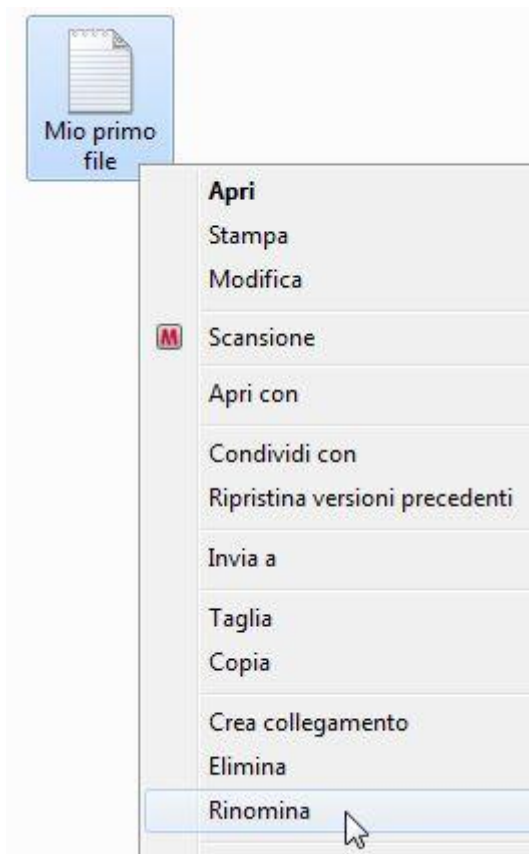 Mio primo
file
Apri
Stampa
Modifica
M Scansione
Apri con
Condividi con
Ripristina versioni precedenti
Invia a
Taglia
Copia
Crea collegamento
Elimina
Rinomina